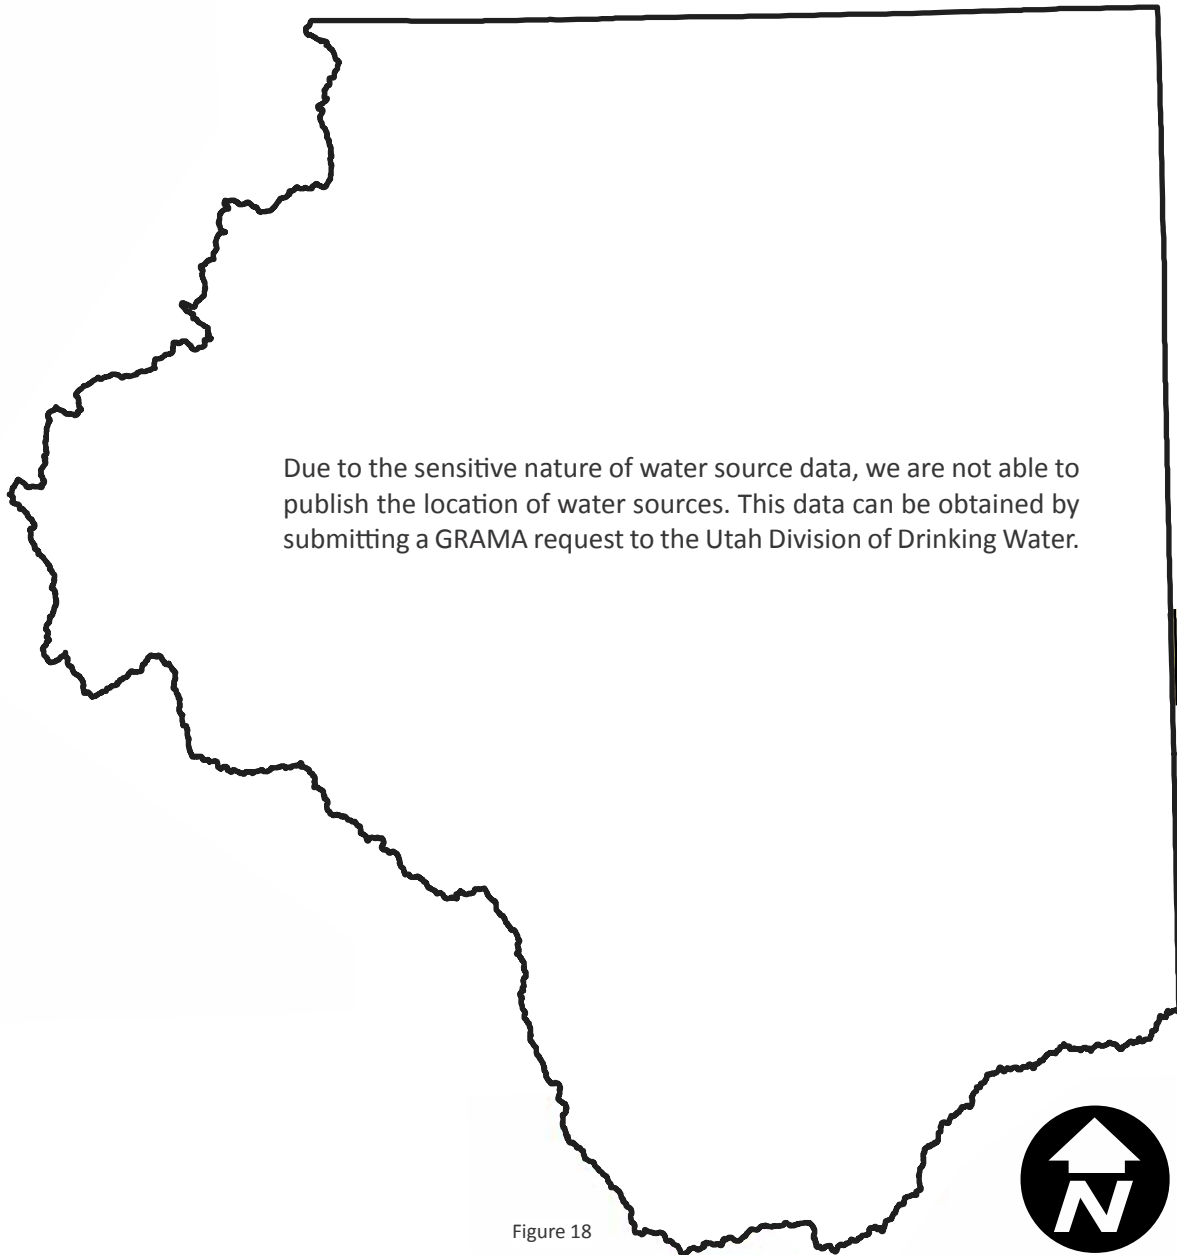 Due to the sensitive nature of water source data, we are not able to
publish the location of water sources. This data can be obtained by
submitting a GRAMA request to the Utah Division of Drinking Water.
Figure 18
N